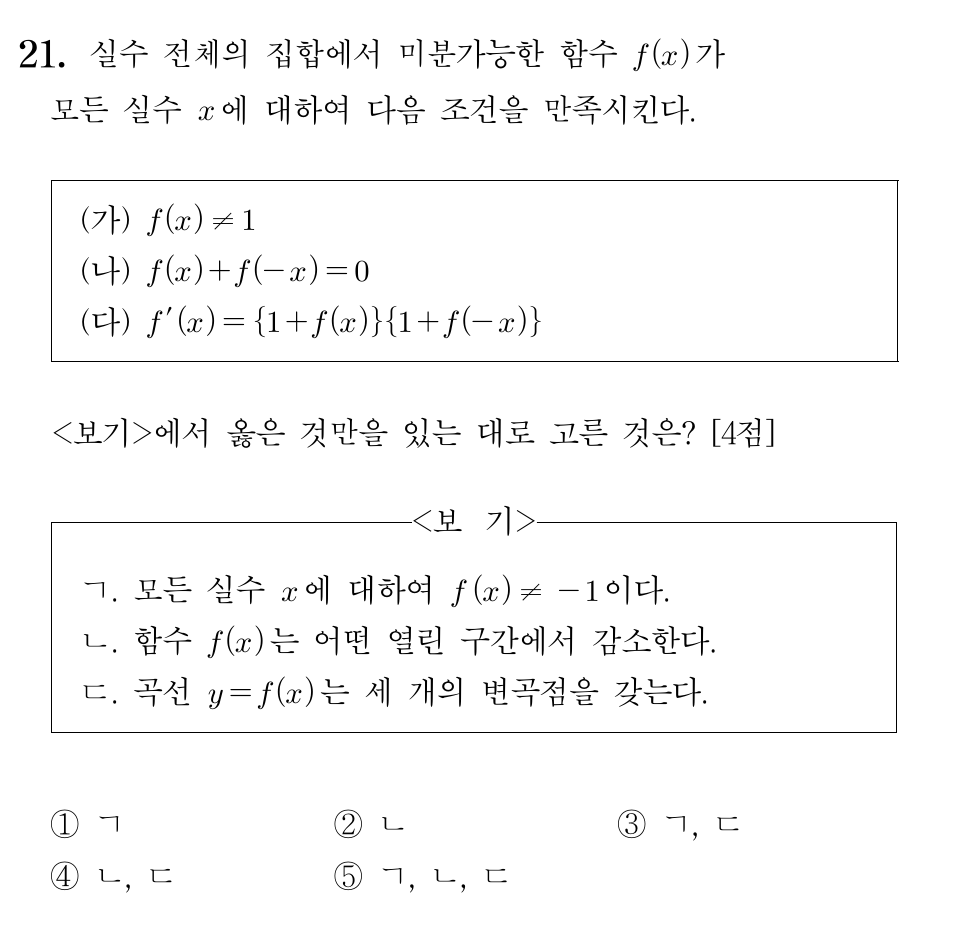 21. 실수 전체의 집합에서 미분가능한 함수 f(x)가
모든 실수 x에 대하여 다음 조건을 만족시킨다.
(가) f(x)≠1
(나) f(x)+f(−x)=0
(다) f′(x)={1+f(x)}{1+f(−x)}
<보기>에서 옳은 것만을 있는 대로 고른 것은? [4점]
<보 기>
ㄱ. 모든 실수 x에 대하여 f(x)≠−1이다.
ㄴ. 함수 f(x)는 어떤 열린 구간에서 감소한다.
ㄷ. 곡선 y=f(x)는 세 개의 변곡점을 갖는다.
① ㄱ ② ㄴ ③ ㄱ, ㄷ
④ ㄴ, ㄷ ⑤ ㄱ, ㄴ, ㄷ